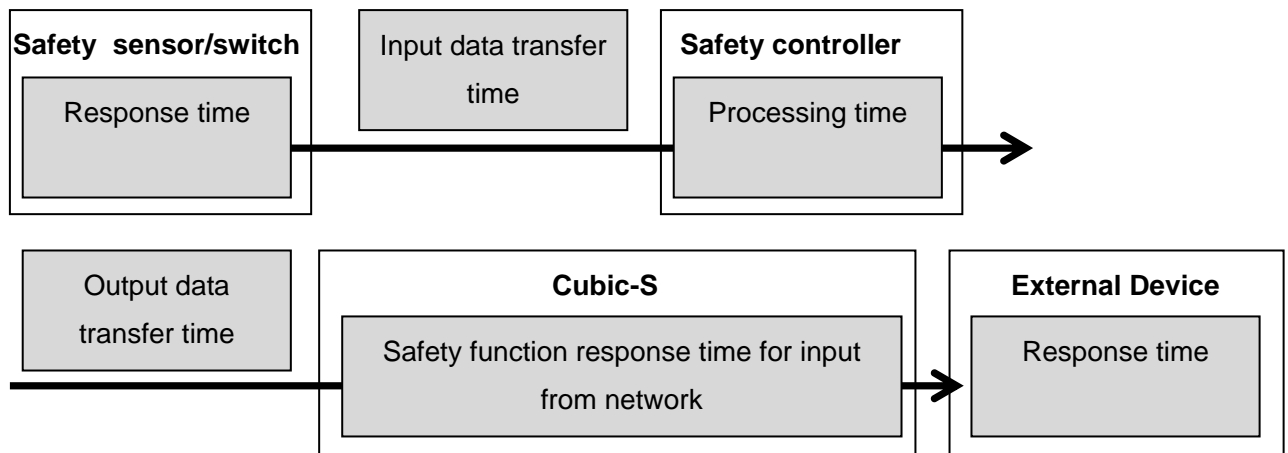 Safety sensor/switch
Response time
Input data transfer
time
Safety controller
Processing time
Output data
transfer time
Cubic-S
Safety function response time for input
from network
External Device
Response time